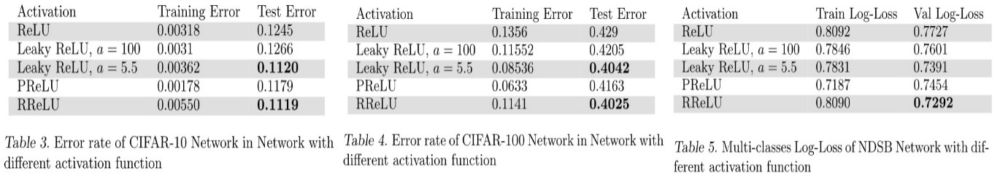 Activation Training Error Test Error
ReLU 0.00318 0.1245
Leaky ReLU, a = 100 0.0031 0.1266
Leaky ReLU, a = 5.5 0.00362 0.1120
PReLU 0.00178 0.1179
RReLU 0.00550 0.1119
Table 3. Error rate of CIFAR-10 Network in Network with
different activation function
Activation Training Error Test Error
ReLU 0.1356 0.429
Leaky ReLU, a = 100 0.11552 0.4205
Leaky ReLU, a = 5.5 0.08536 0.4042
PReLU 0.0633 0.4163
RReLU 0.1141 0.4025
Table 4. Error rate of CIFAR-100 Network in Network with
different activation function
Activation Train Log-Loss Val Log-Loss
ReLU 0.8092 0.7727
Leaky ReLU, a = 100 0.7846 0.7601
Leaky ReLU, a = 5.5 0.7831 0.7391
PReLU 0.7187 0.7454
RReLU 0.8090 0.7292
Table 5. Multi-classes Log-Loss of NDSB Network with dif-
ferent activation function